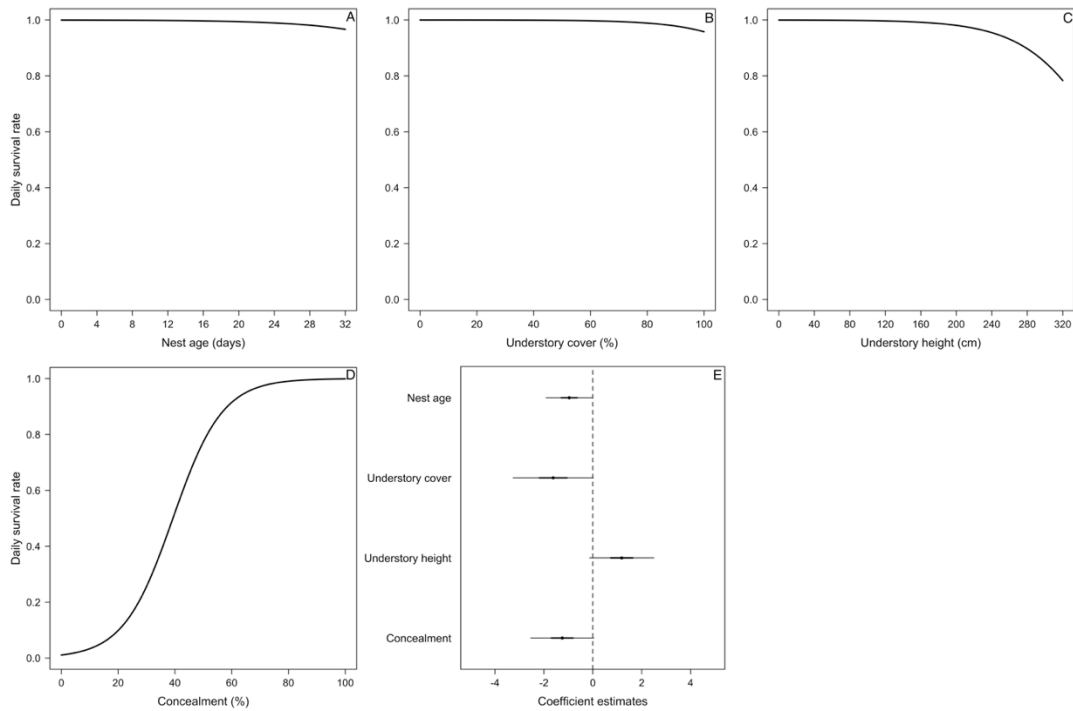 A
Daily survival rate
1.0
0.8
0.6
0.4
0.2
0.0
0 4 8 12 16 20 24 28 32
Nest age (days)
B
1.0
0.8
0.6
0.4
0.2
0.0
0 20 40 60 80 100
Understory cover (%)
C
1.0
0.8
0.6
0.4
0.2
0.0
0 40 80 120 160 200 240 280 320
Understory height (cm)
D
Daily survival rate
1.0
0.8
0.6
0.4
0.2
0.0
0 20 40 60 80 100
Concealment (%)
E
Nest age
Understory cover
Understory height
Concealment
-4 -2 0 2 4
Coefficient estimates